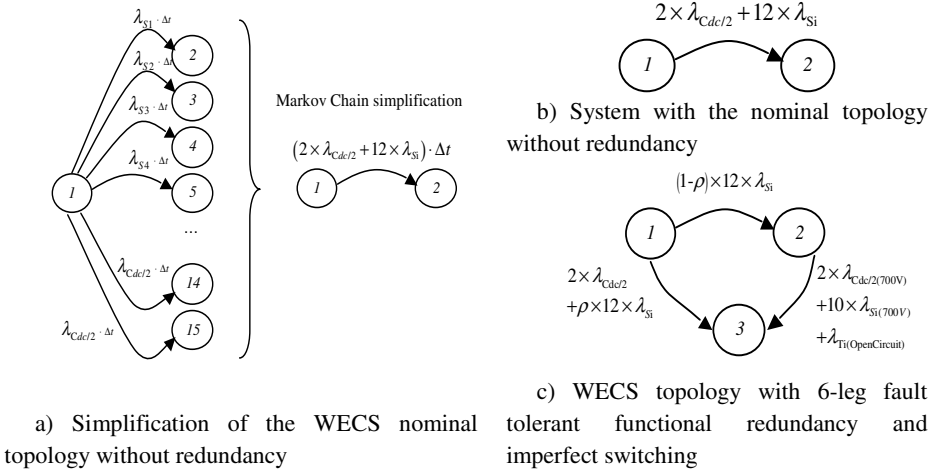 λS1 · Δt
2
λS2 · Δt
3
λS3 · Δt
4
λS4 · Δt
1
5
...
λCdc/2 · Δt
14
λCdc/2 · Δt
15
Markov Chain simplification
(2×λCdc/2+12×λSi)·Δt
1
2
a) Simplification of the WECS nominal
topology without redundancy
2×λCdc/2+12×λSi
1
2
b) System with the nominal topology
without redundancy
(1-ρ)×12×λSi
1
2
2×λCdc/2
+ρ×12×λSi
2×λCdc/2(700V)
+10×λSi(700V)
+λTi(OpenCircuit)
3
c) WECS topology with 6-leg fault
tolerant functional redundancy and
imperfect switching